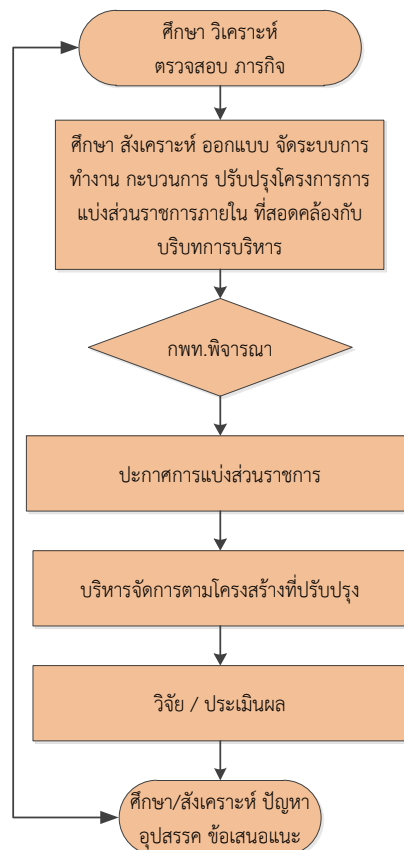 ศึกษา วิเคราะห์
ตรวจสอบ ภารกิจ
ศึกษา สังเคราะห์ ออกแบบ จัดระบบการ
ทำงาน กะบวนการ ปรับปรุงโครงการการ
แบ่งส่วนราชการภายใน ที่สอดคล้องกับ
บริบทการบริหาร
กพท.พิจารณา
ประกาศการแบ่งส่วนราชการ
บริหารจัดการตามโครงสร้างที่ปรับปรุง
วิจัย / ประเมินผล
ศึกษา/สังเคราะห์ ปัญหา
อุปสรรค ข้อเสนอแนะ